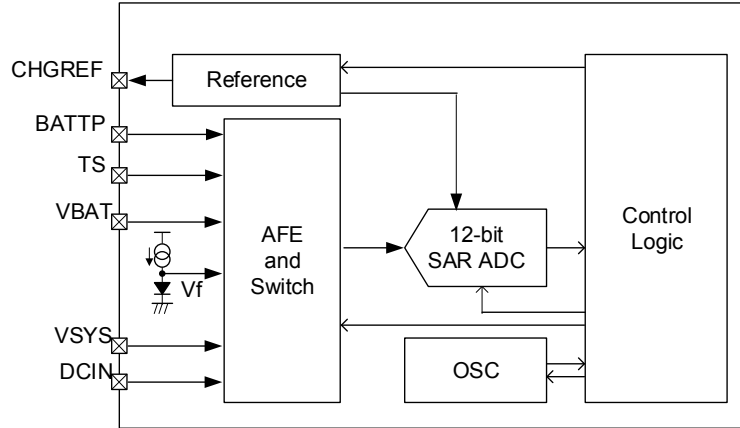 CHGREF
Reference
BATTP
TS
VBAT
AFE
and
Switch
12-bit
SAR ADC
Control
Logic
Vf
VSYS
DCIN
OSC